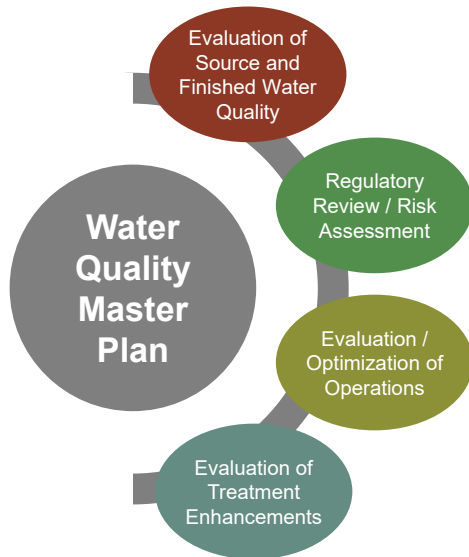 Evaluation of
Source and
Finished Water
Quality
Regulatory
Review / Risk
Assessment
Water
Quality
Master
Plan
Evaluation /
Optimization of
Operations
Evaluation of
Treatment
Enhancements